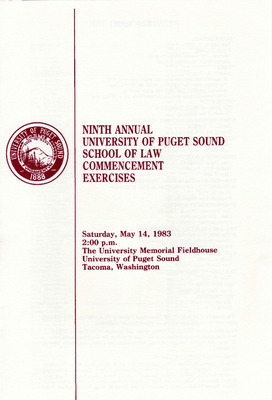 UNIVERSITY OF PUGET SOUND
1888
NINTH ANNUAL
UNIVERSITY OF PUGET SOUND
SCHOOL OF LAW
COMMENCEMENT
EXERCISES
Saturday, May 14, 1983
2:00 p.m.
The University Memorial Fieldhouse
University of Puget Sound
Tacoma, Washington